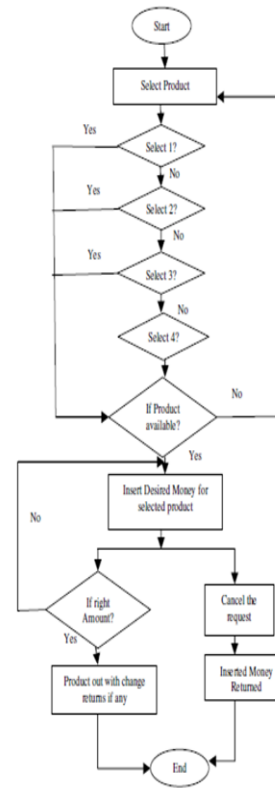 Start
Select Product
Yes
Select 1?
No
Yes
Select 2?
No
Yes
Select 3?
No
Select 4?
If Product
available?
No
Yes
Insert Desired Money for
selected product
No
If right
Amount?
Cancel the
request
Yes
Product out with change
returns if any
Inserted Money
Returned
End